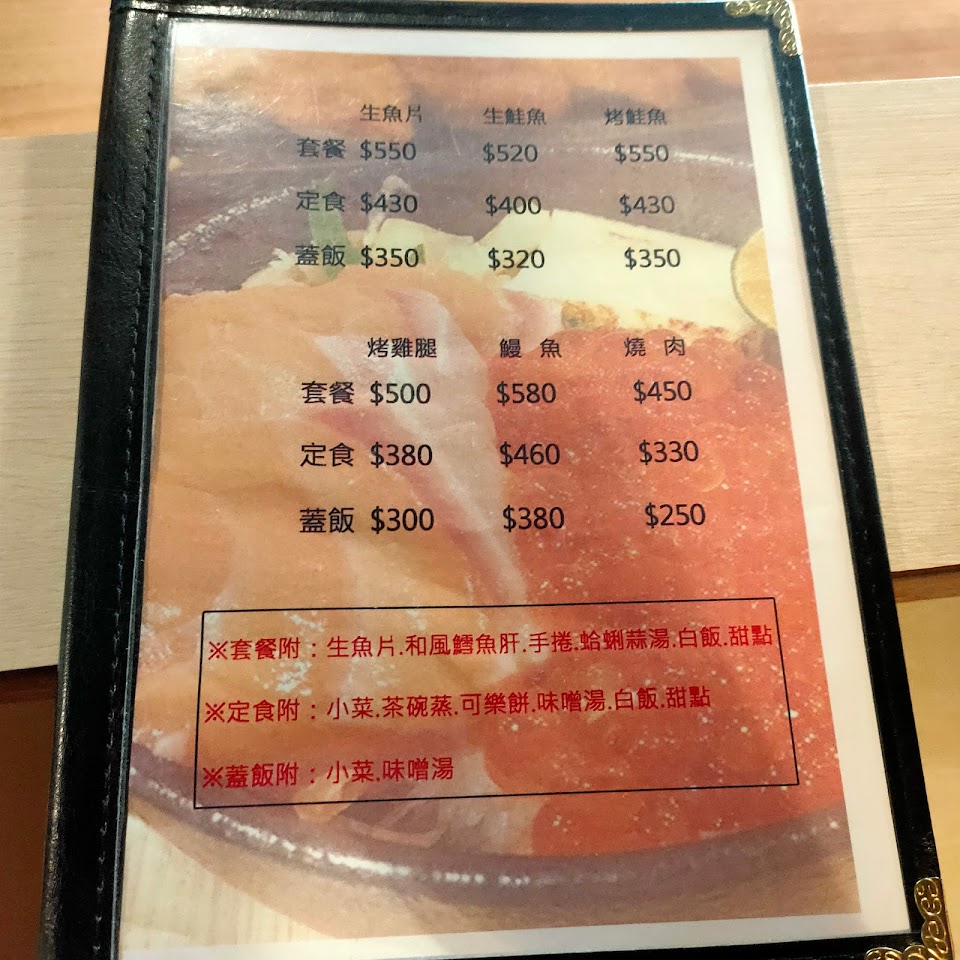 生魚片 生鮭魚 烤鮭魚
套餐 $550 $520 $550
定食 $430 $400 $430
蓋飯 $350 $320 $350
烤雞腿 鰻 魚 燒 肉
套餐 $500 $580 $450
定食 $380 $460 $330
蓋飯 $300 $380 $250
※套餐附：生魚片.和風鱈魚肝.手捲.蛤蜊蒜湯.白飯.甜點
※定食附：小菜.茶碗蒸.可樂餅.味噌湯.白飯.甜點
※蓋飯附：小菜.味噌湯